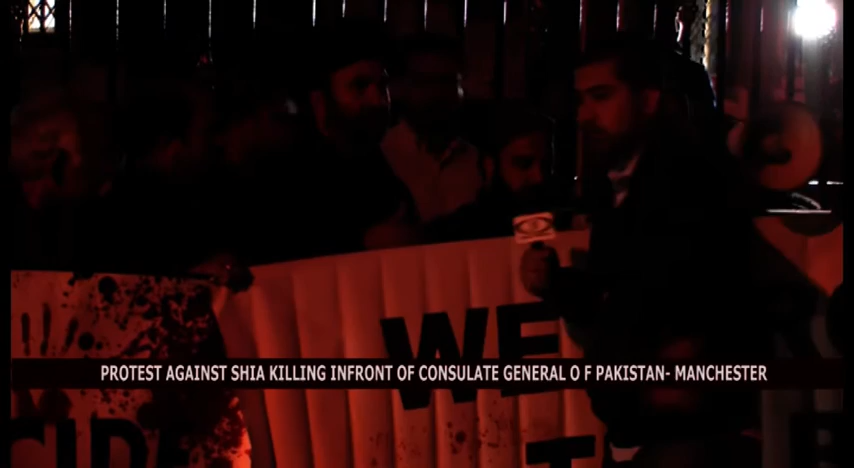 WE
PROTEST AGAINST SHIA KILLING INFRONT OF CONSULATE GENERAL O F PAKISTAN- MANCHESTER